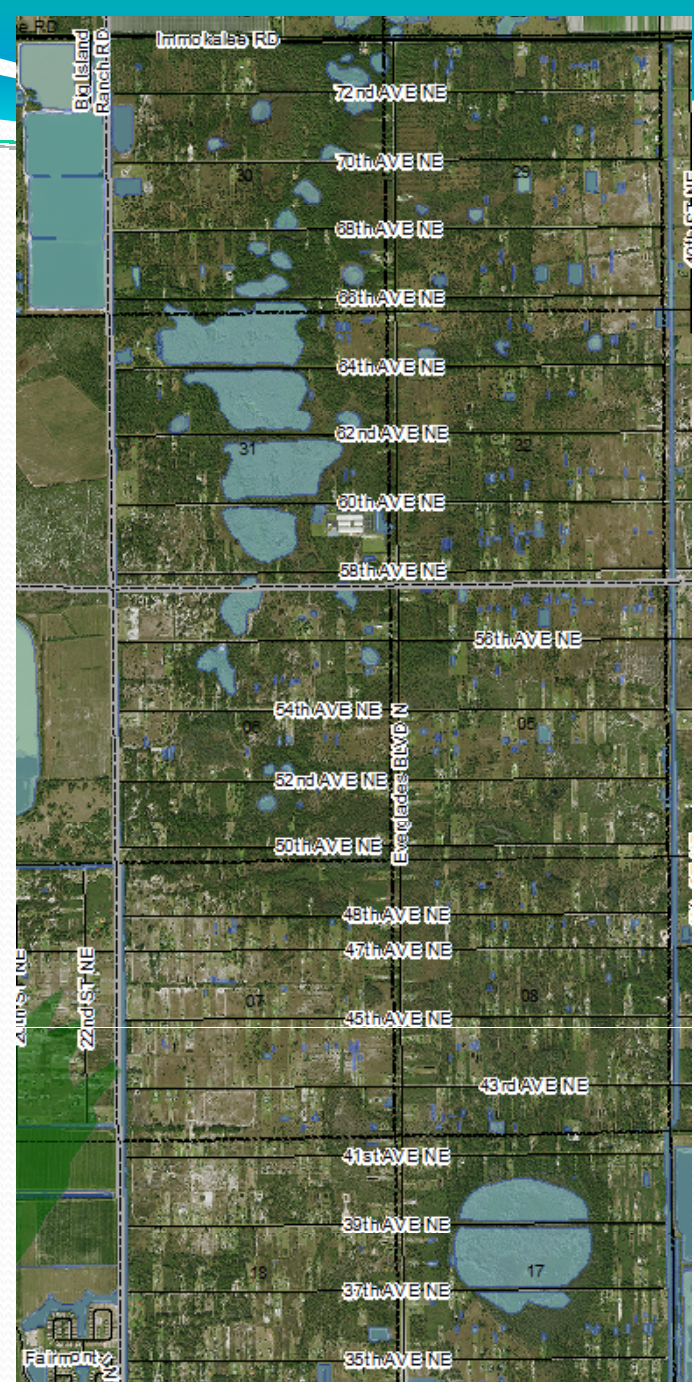 e RD
Immokalee RD
Big Island
Ranch RD
72nd AVE NE
70th AVE NE
30
29
68th AVE NE
66th AVE NE
64th AVE NE
62nd AVE NE
31
32
60th AVE NE
58th AVE NE
56th AVE NE
54th AVE NE
06
05
Everglades BLVD N
52nd AVE NE
50th AVE NE
48th AVE NE
47th AVE NE
22nd ST NE
07
08
45th AVE NE
43rd AVE NE
41st AVE NE
39th AVE NE
18
17
37th AVE NE
Fairmont
35th AVE NE